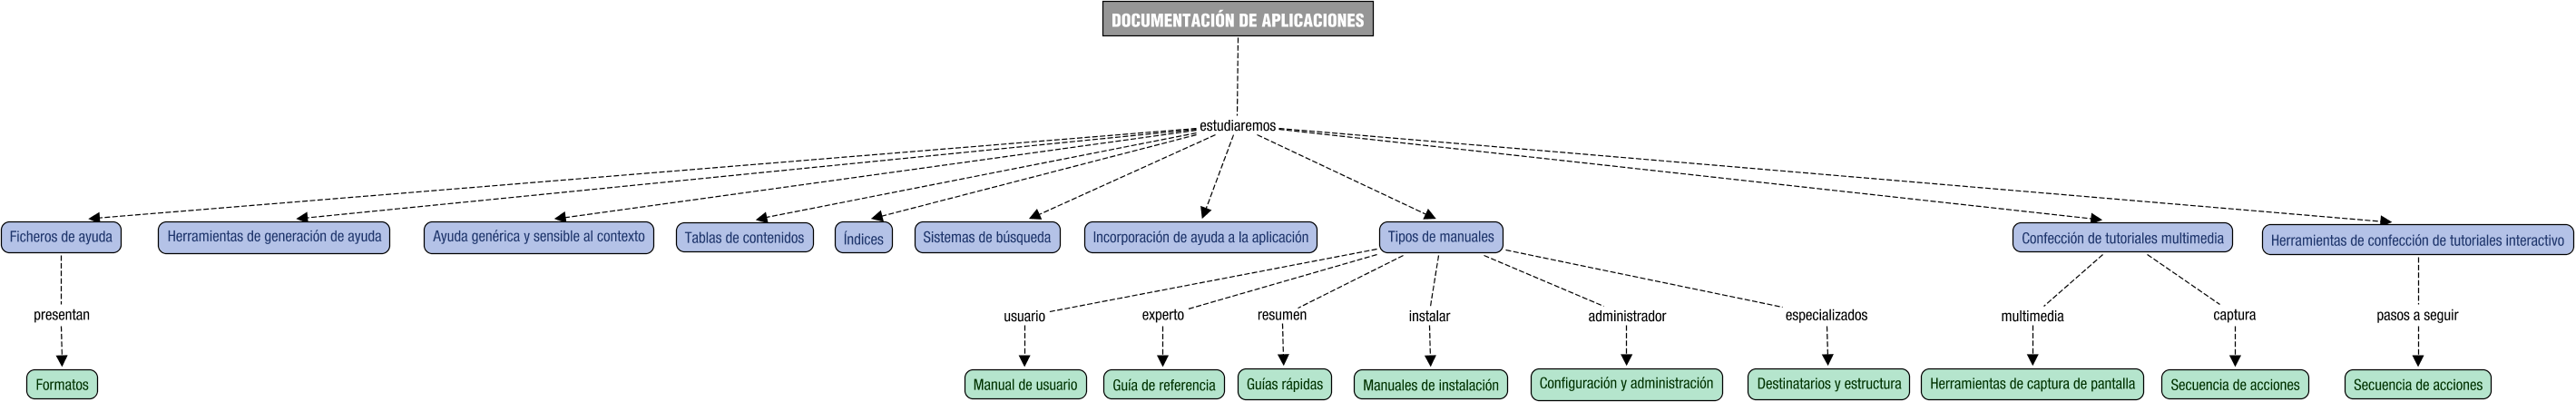 DOCUMENTACIÓN DE APLICACIONES
estudiaremos
Ficheros de ayuda
Herramientas de generación de ayuda
Ayuda genérica y sensible al contexto
Tablas de contenidos
Índices
Sistemas de búsqueda
Incorporación de ayuda a la aplicación
Tipos de manuales
Confección de tutoriales multimedia
Herramientas de confección de tutoriales interactivo
presentan
usuario
experto
resumen
instalar
administrador
especializados
multimedia
captura
pasos a seguir
Formatos
Manual de usuario
Guía de referencia
Guías rápidas
Manuales de instalación
Configuración y administración
Destinatarios y estructura
Herramientas de captura de pantalla
Secuencia de acciones
Secuencia de acciones